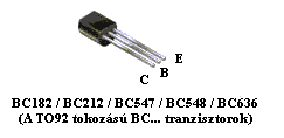 E
B
C
BC182 / BC212 / BC547 / BC548 / BC636
(A TO92 tokozású BC... tranzisztorok)